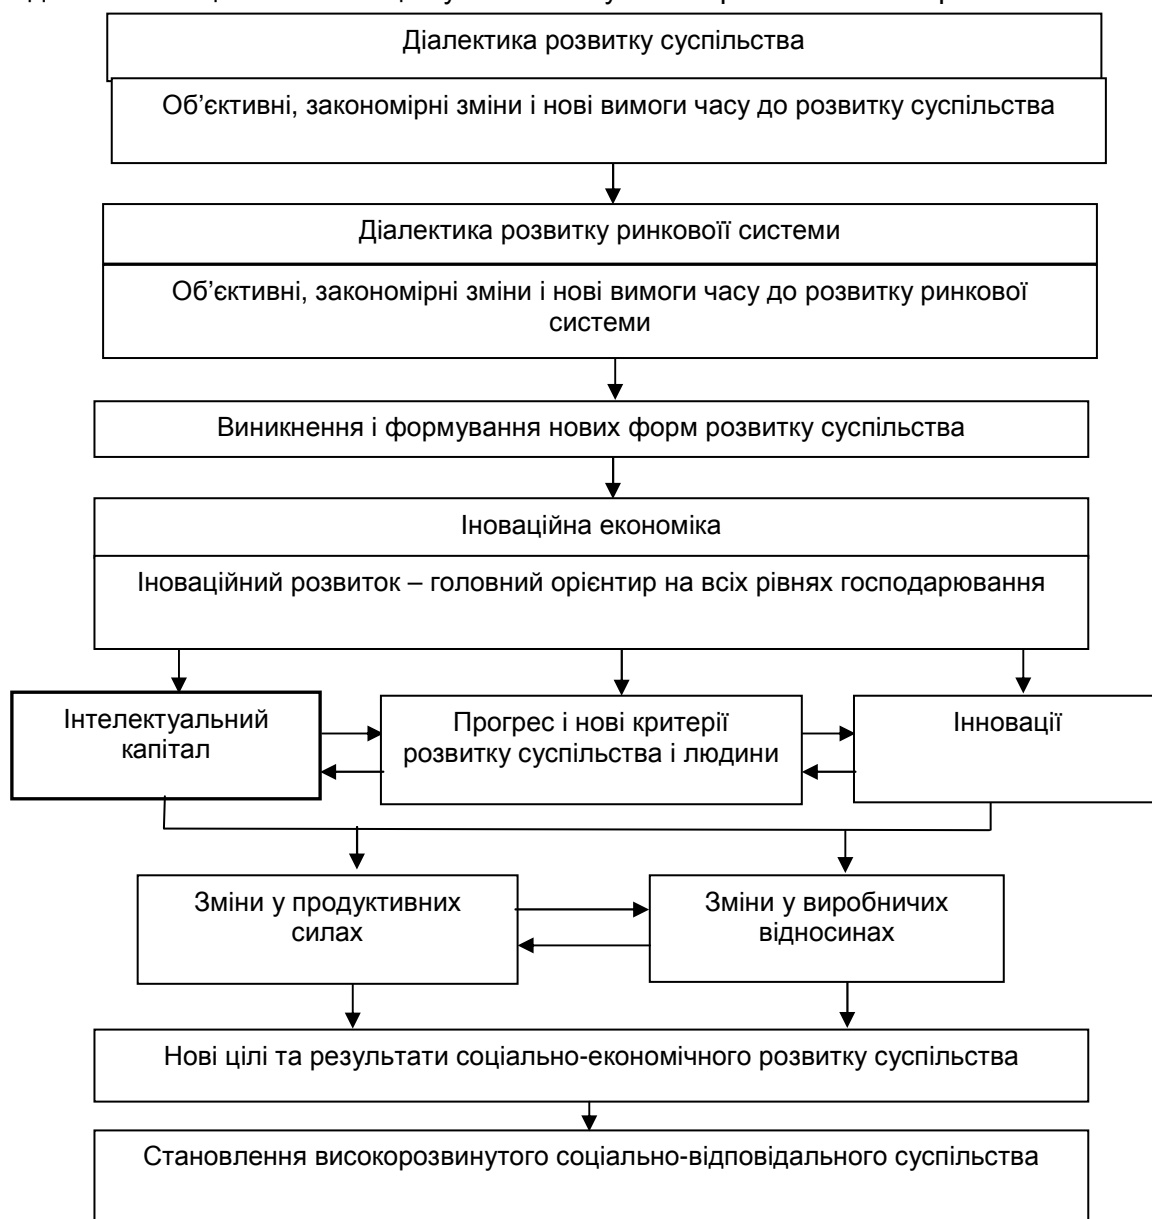 Діалектика розвитку суспільства
Об’єктивні, закономірні зміни і нові вимоги часу до розвитку суспільства
Діалектика розвитку ринковоїї системи
Об’єктивні, закономірні зміни і нові вимоги часу до розвитку ринкової
системи
Виникнення і формування нових форм розвитку суспільства
Іноваційна економіка
Іноваційний розвиток – головний орієнтир на всіх рівнях господарювання
Інтелектуальний
капітал
Прогрес і нові критерії
розвитку суспільства і людини
Інновації
Зміни у продуктивних
силах
Зміни у виробничих
відносинах
Нові цілі та результати соціально-економічного розвитку суспільства
Становлення високорозвинутого соціально-відповідального суспільства